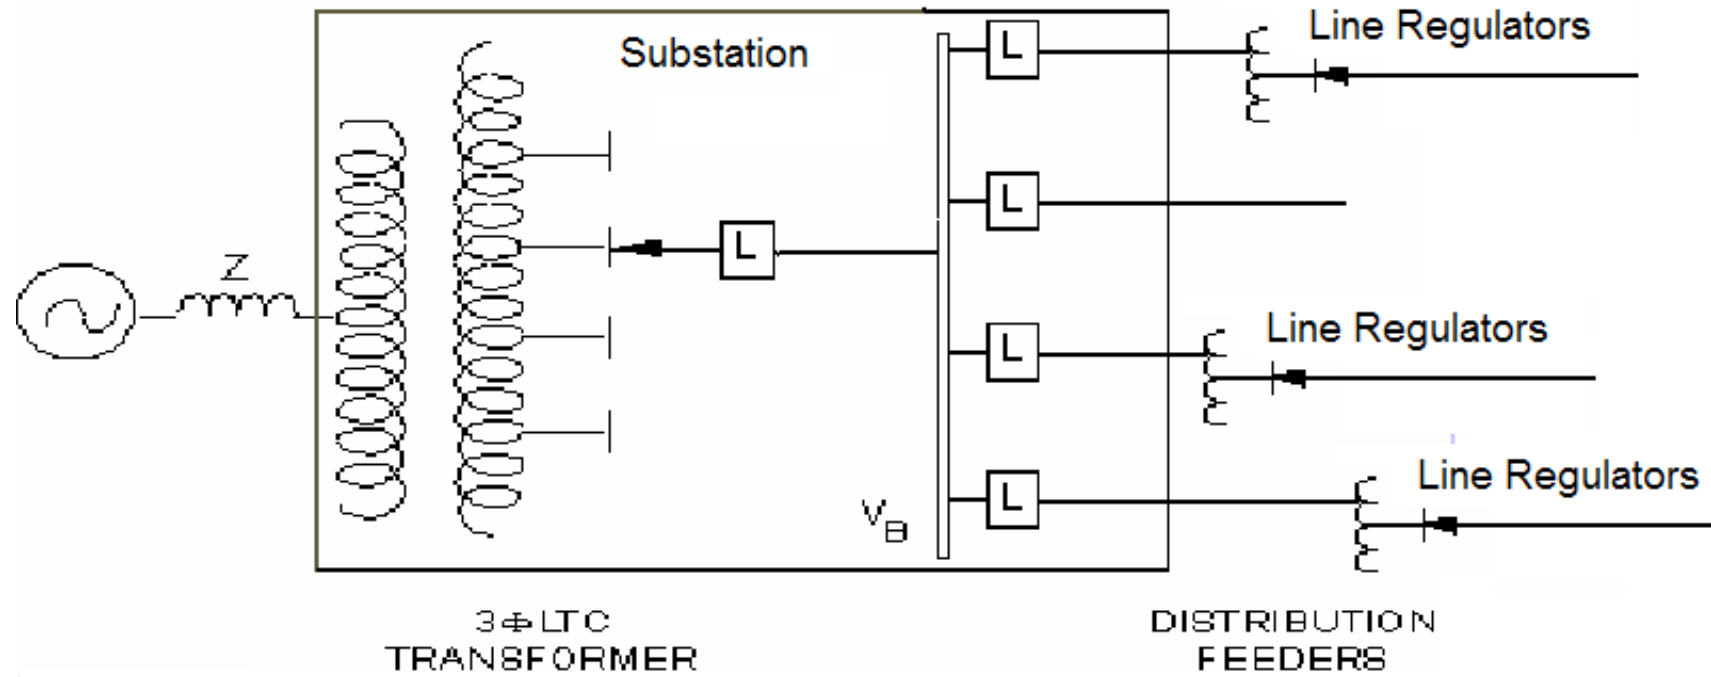 Substation
Line Regulators
L
L
L
Z
Line Regulators
L
Line Regulators
L
V_B
3Φ LTC
TRANSFORMER
DISTRIBUTION
FEEDERS